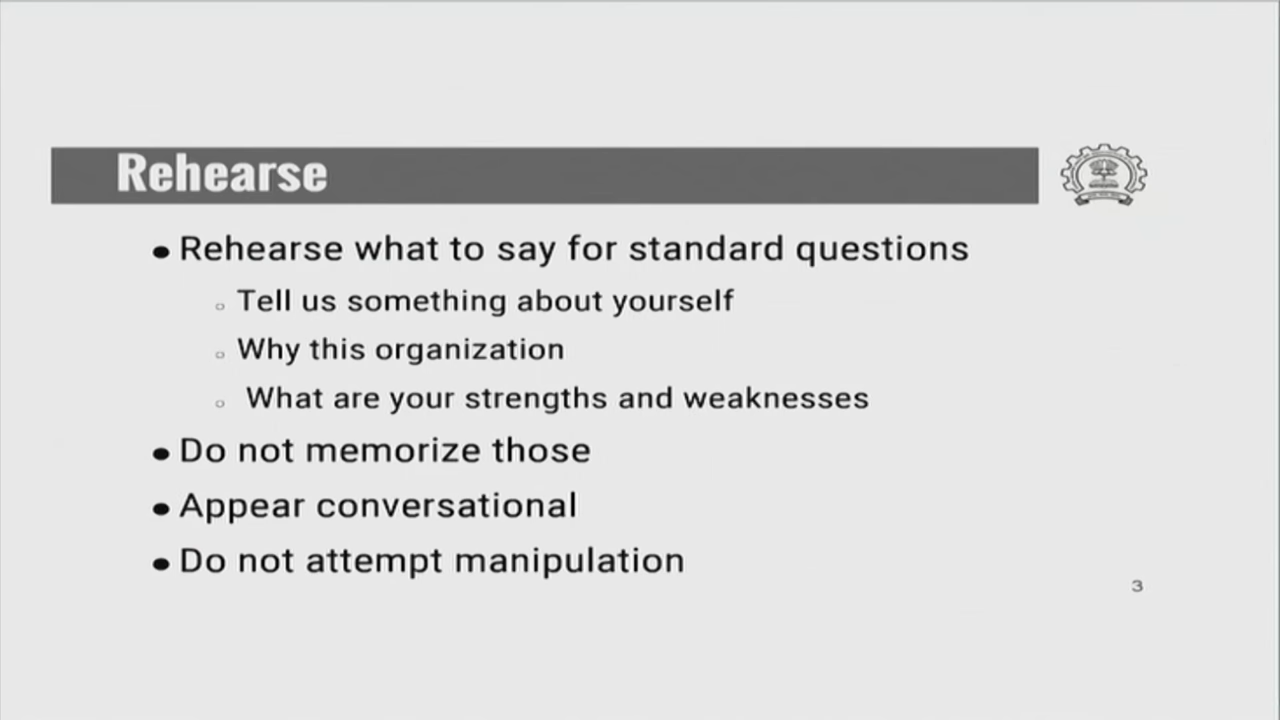 Rehearse
● Rehearse what to say for standard questions
○ Tell us something about yourself
○ Why this organization
○ What are your strengths and weaknesses
● Do not memorize those
● Appear conversational
● Do not attempt manipulation
3